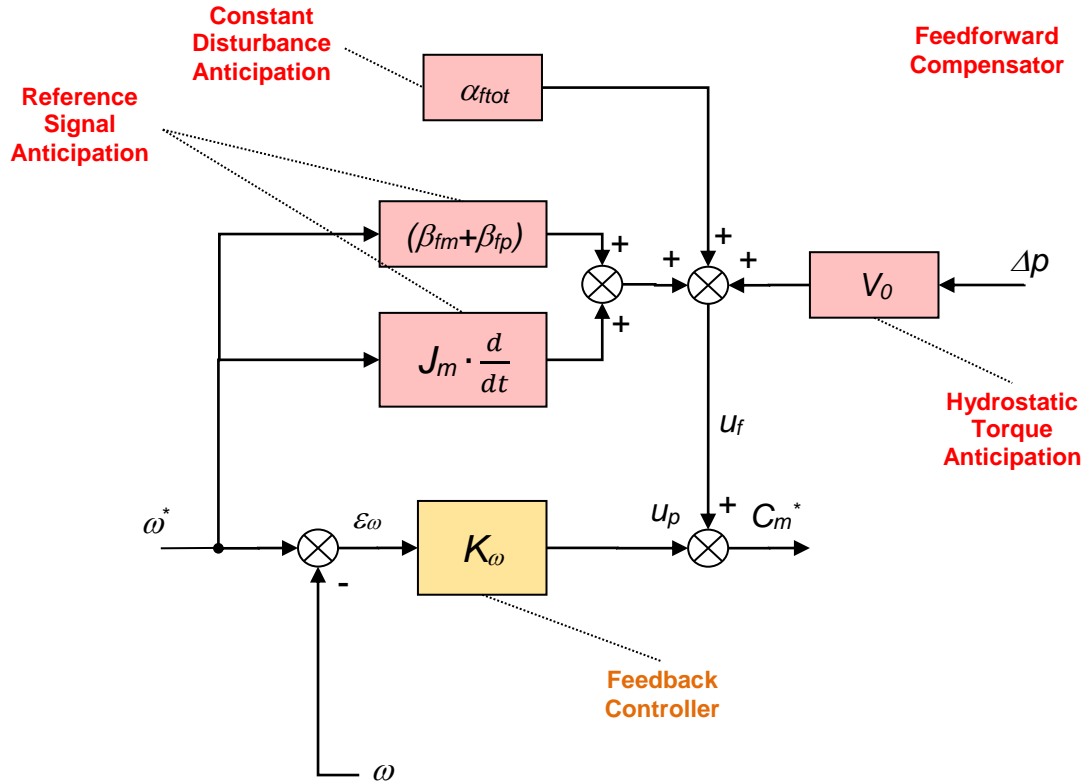 Constant
Disturbance
Anticipation
Feedforward
Compensator
αftot
Reference
Signal
Anticipation
(βfm+βfp)
+
+
+
+
+
Δp
V0
Jm · d/dt
Hydrostatic
Torque
Anticipation
uf
ω*
εω
Kω
up
+
Cm*
-
Feedback
Controller
ω